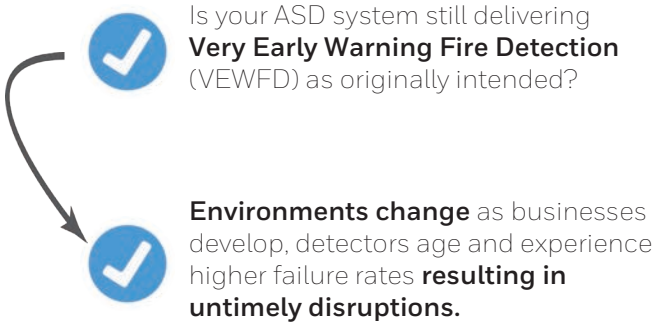 Is your ASD system still delivering
Very Early Warning Fire Detection
(VEWFD) as originally intended?
Environments change as businesses
develop, detectors age and experience
higher failure rates resulting in
untimely disruptions.